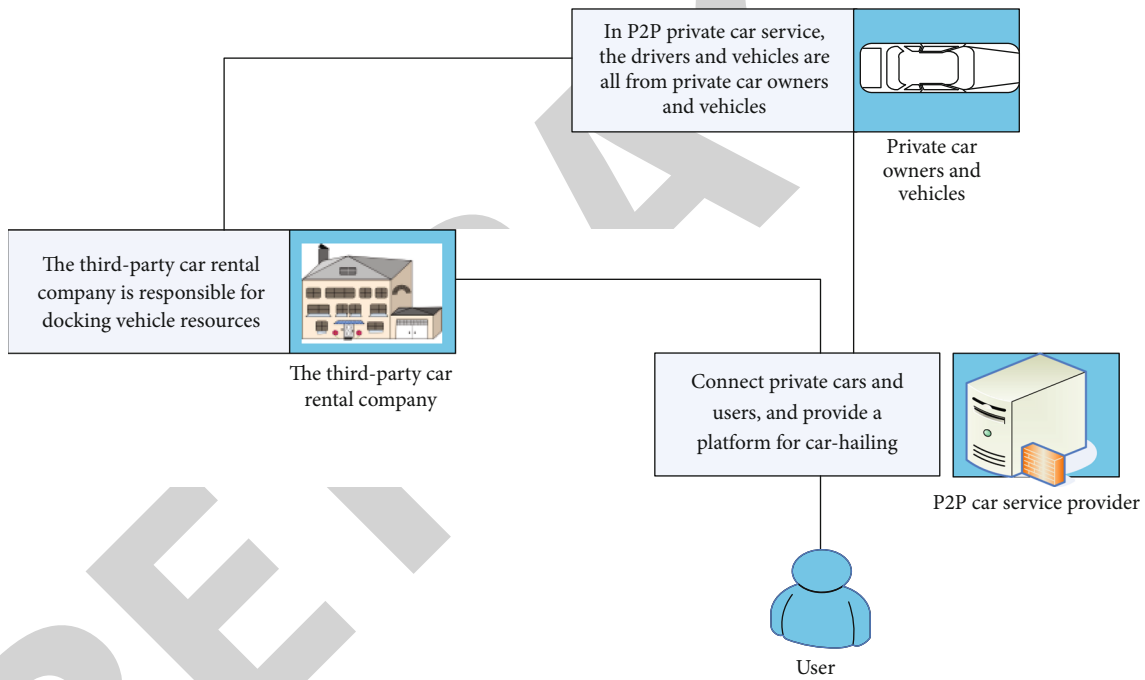 In P2P private car service,
the drivers and vehicles are
all from private car owners
and vehicles
Private car
owners and
vehicles
The third-party car rental
company is responsible for
docking vehicle resources
The third-party car
rental company
Connect private cars and
users, and provide a
platform for car-hailing
P2P car service provider
User